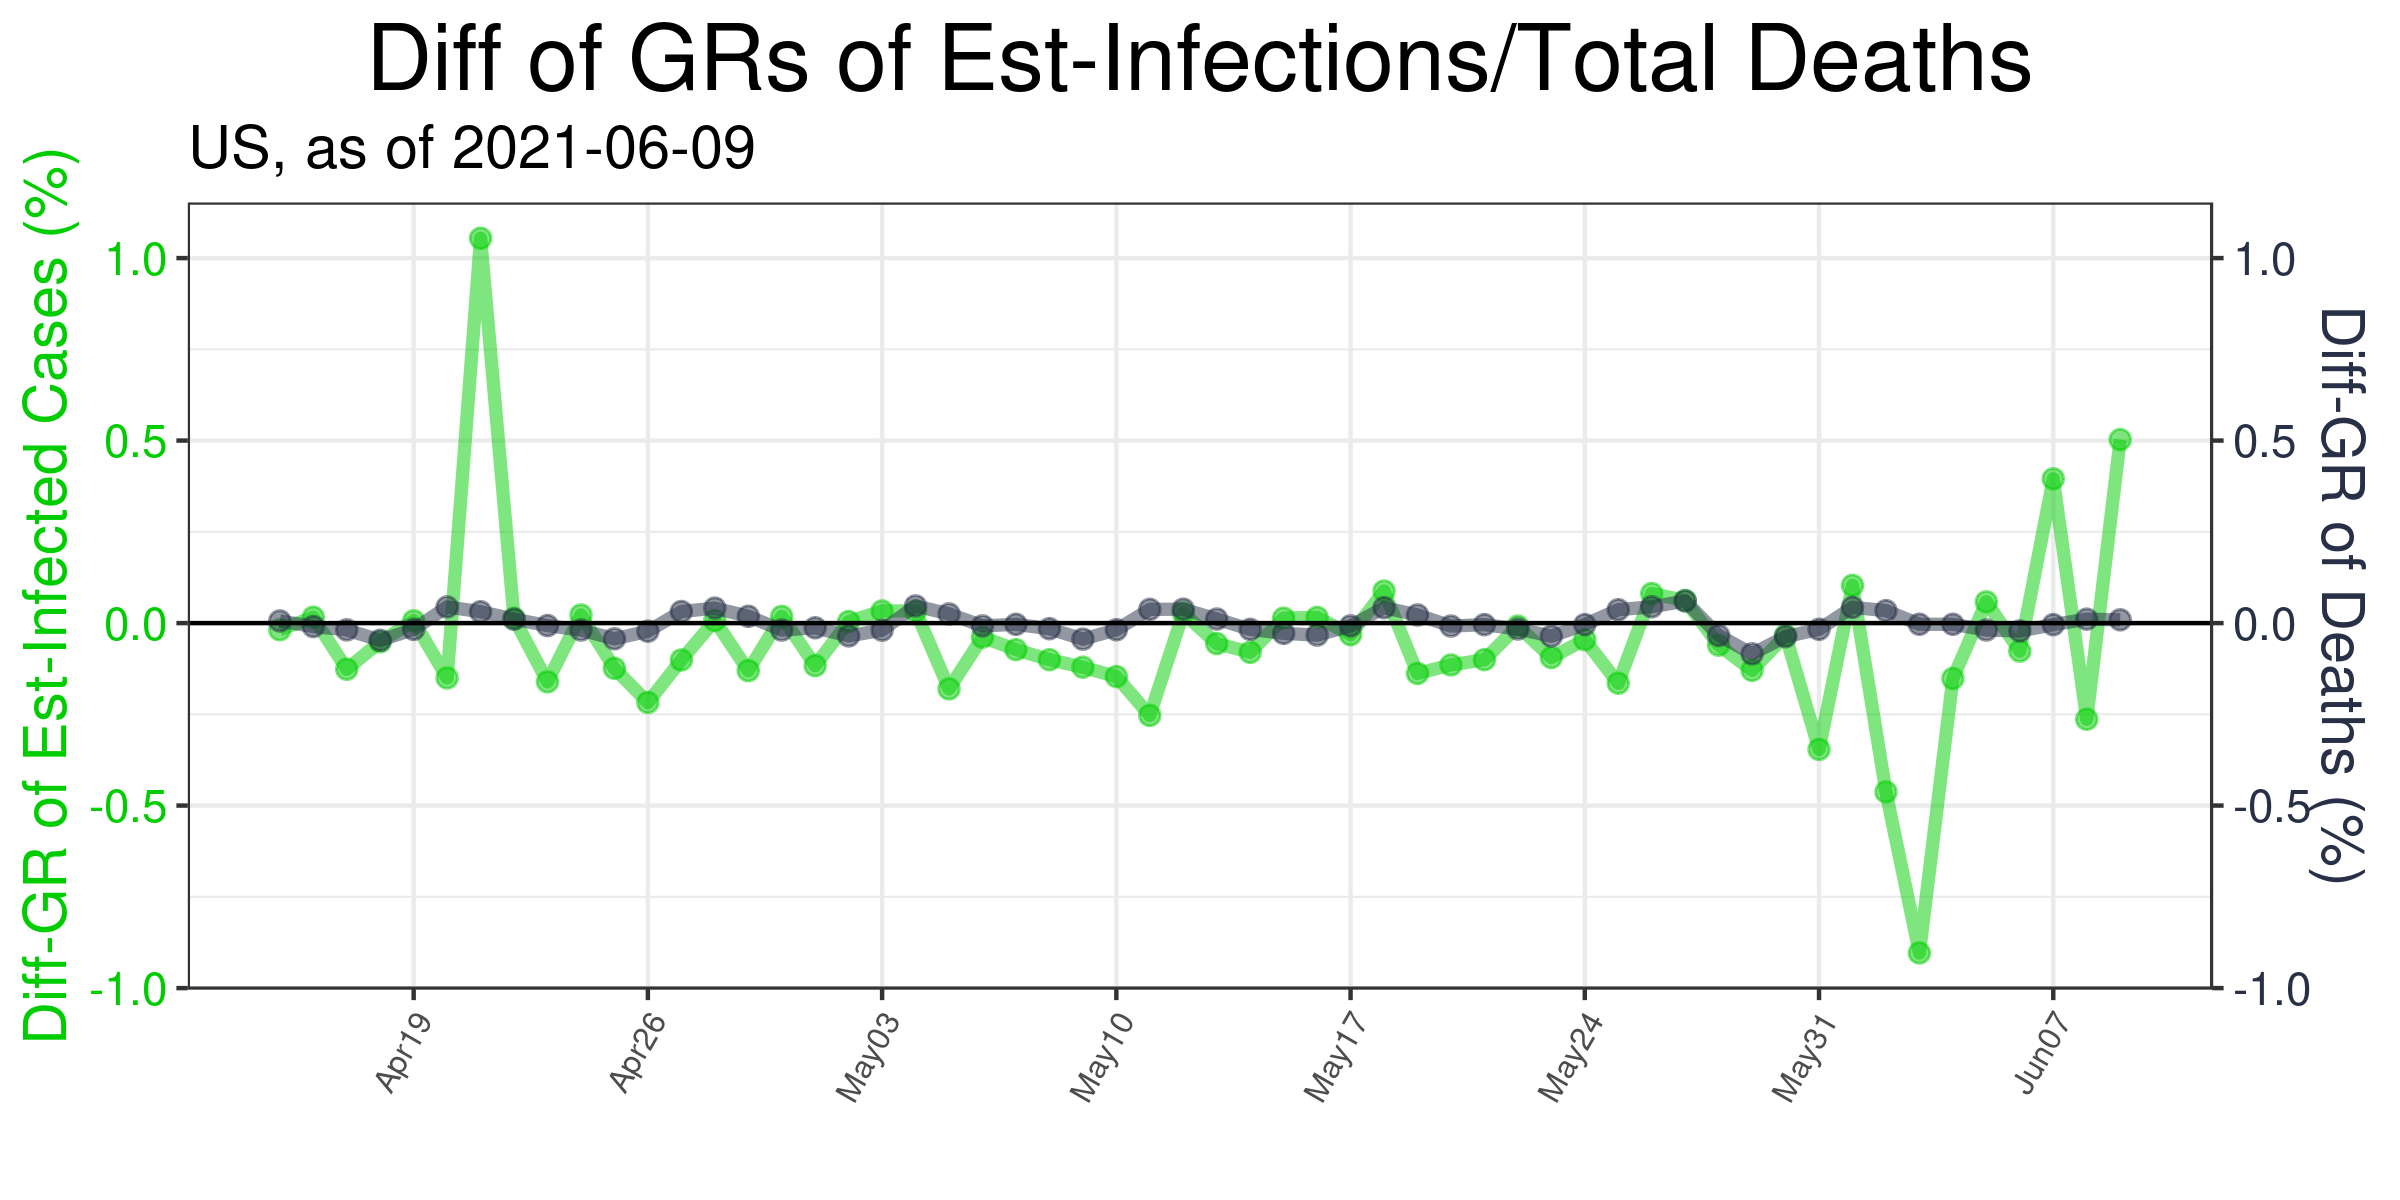 Diff of GRs of Est-Infections/Total Deaths
US, as of 2021-06-09
Diff-GR of Est-Infected Cases (%)
1.0
0.5
0.0
-0.5
-1.0
1.0
0.5
0.0
-0.5
-1.0
Diff-GR of Deaths (%)
Apr19
Apr26
May03
May10
May17
May24
May31
Jun07